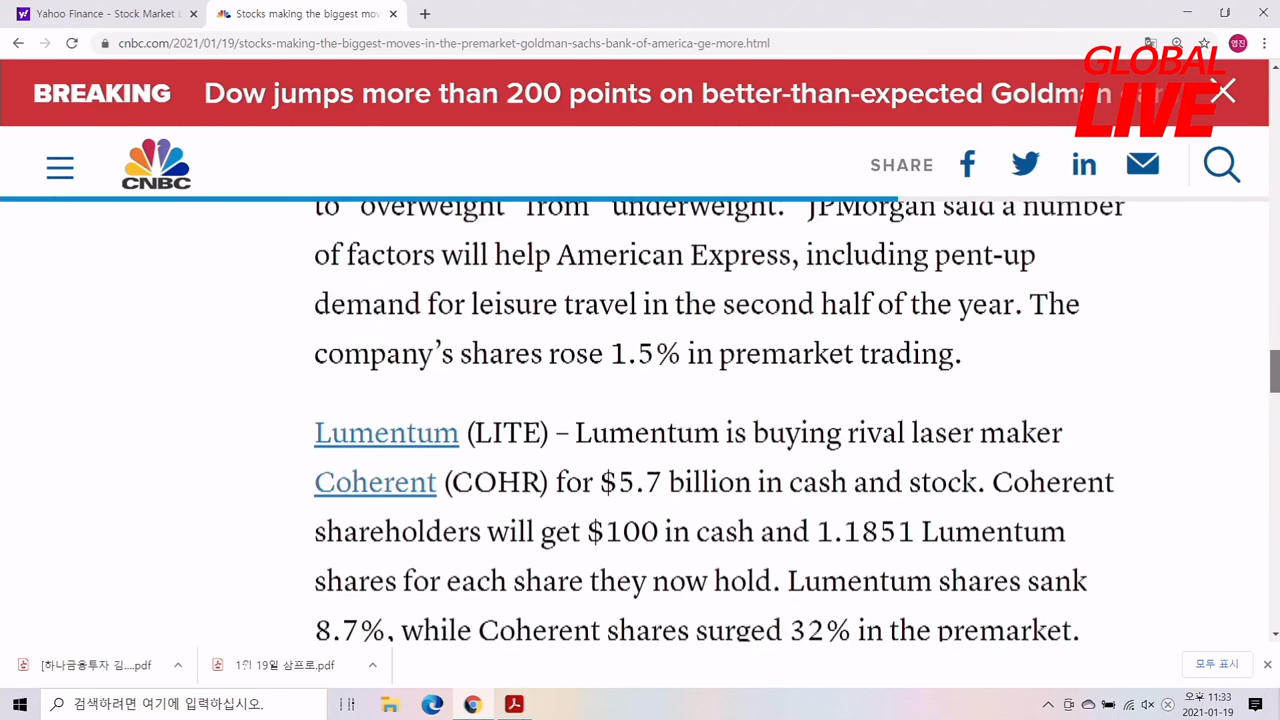 Yahoo Finance - Stock Market L
Stocks making the biggest mov
cnbc.com/2021/01/19/stocks-making-the-biggest-moves-in-the-premarket-goldman-sachs-bank-of-america-ge-more.html
영진
GLOBAL
LIVE
BREAKING Dow jumps more than 200 points on better-than-expected Goldman
CNBC
SHARE
to "overweight" from "underweight." JPMorgan said a number
of factors will help American Express, including pent-up
demand for leisure travel in the second half of the year. The
company's shares rose 1.5% in premarket trading.
Lumentum (LITE) – Lumentum is buying rival laser maker
Coherent (COHR) for $5.7 billion in cash and stock. Coherent
shareholders will get $100 in cash and 1.1851 Lumentum
shares for each share they now hold. Lumentum shares sank
8.7%, while Coherent shares surged 32% in the premarket.
[하나금융투자 김....pdf
1월 19일 삼프로.pdf
모두 표시
검색하려면 여기에 입력하십시오.
오후 11:33
2021-01-19